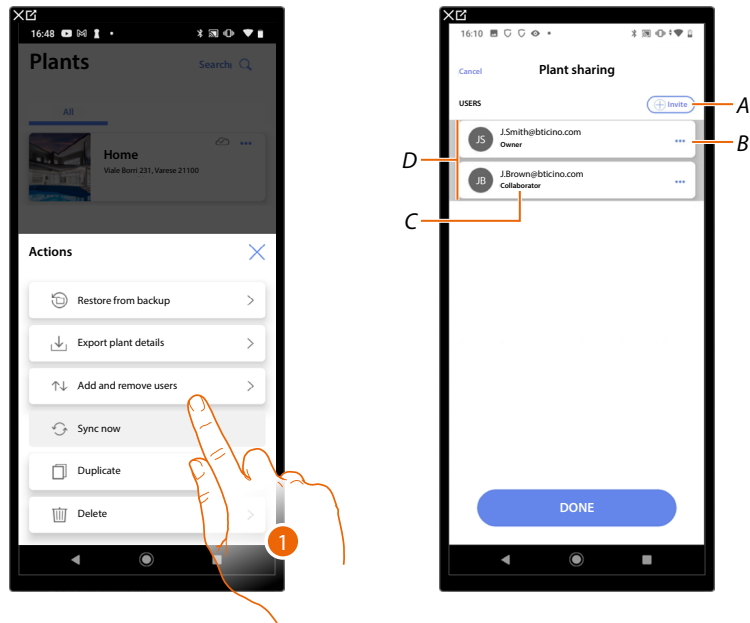 16:48
Plants
Search
All
Home
Viale Borri 231, Varese 21100
Actions
Restore from backup
Export plant details
Add and remove users
Sync now
Duplicate
Delete
1
16:10
Cancel
Plant sharing
USERS
Invite
A
JS
J.Smith@bticino.com
Owner
B
D
JB
J.Brown@bticino.com
Collaborator
C
DONE